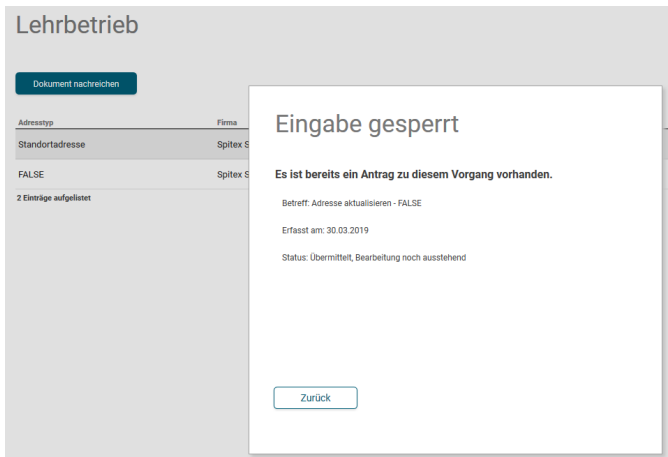 Lehrbetrieb
Dokument nachreichen
Adresstyp Firma
Standortadresse Spitex S
FALSE Spitex S
2 Einträge aufgelistet
Eingabe gesperrt
Es ist bereits ein Antrag zu diesem Vorgang vorhanden.
Betreff: Adresse aktualisieren - FALSE
Erfasst am: 30.03.2019
Status: Übermittelt, Bearbeitung noch ausstehend
Zurück